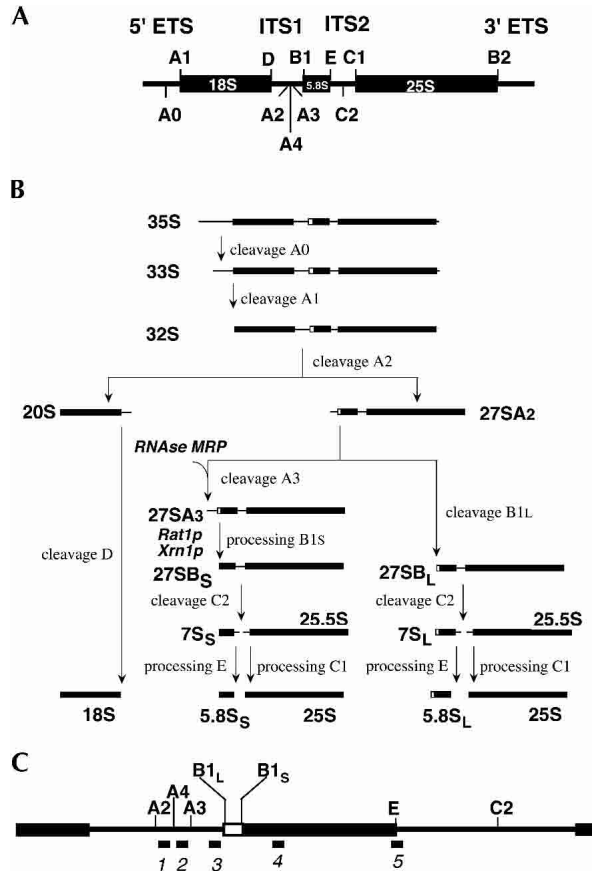 A
5' ETS ITS1 ITS2 3' ETS
A1 D B1 E C1 B2
18S 5.8S 25S
A0 A2 A3 C2
A4
B
35S
cleavage A0
33S
cleavage A1
32S
cleavage A2
20S 27SA2
RNAse MRP
cleavage A3
27SA3
cleavage B1L
Rat1p
Xrn1p
processing B1S
cleavage D
27SBS 27SBL
cleavage C2 cleavage C2
25.5S 25.5S
7SS 7SL
processing E processing C1 processing E processing C1
18S 5.8SS 25S 5.8SL 25S
C
B1L B1S
A2 A4 A3 E C2
1 2 3 4 5